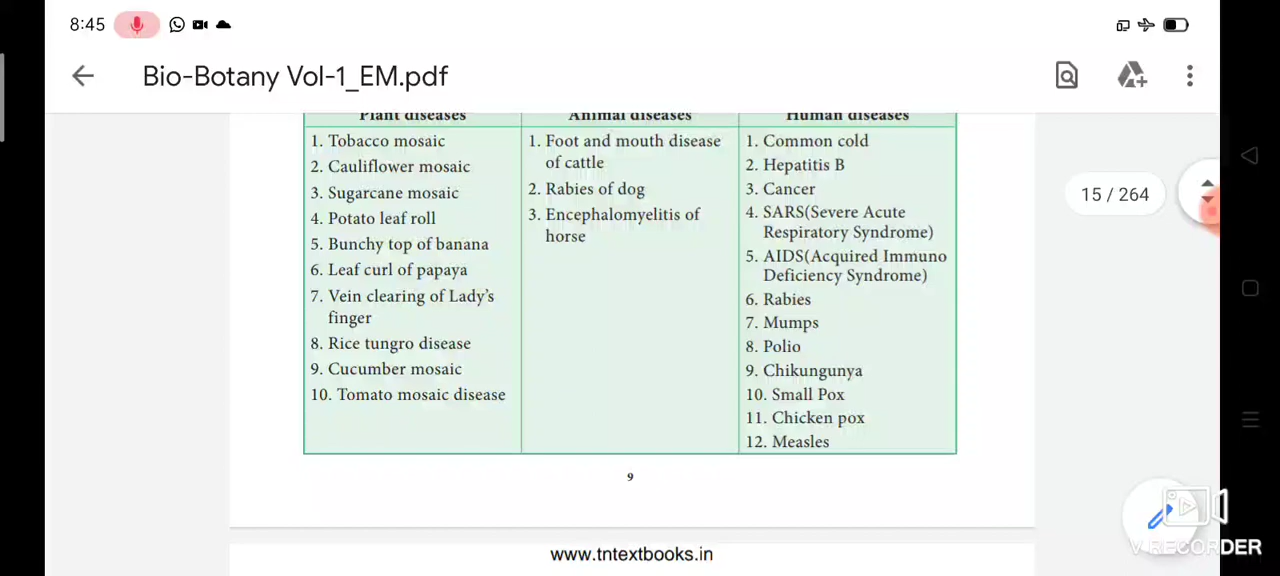 8:45
Bio-Botany Vol-1_EM.pdf
Plant diseases
Animal diseases
Human diseases
1. Tobacco mosaic
2. Cauliflower mosaic
3. Sugarcane mosaic
4. Potato leaf roll
5. Bunchy top of banana
6. Leaf curl of papaya
7. Vein clearing of Lady's
finger
8. Rice tungro disease
9. Cucumber mosaic
10. Tomato mosaic disease
1. Foot and mouth disease
of cattle
2. Rabies of dog
3. Encephalomyelitis of
horse
1. Common cold
2. Hepatitis B
3. Cancer
4. SARS(Severe Acute
Respiratory Syndrome)
5. AIDS(Acquired Immuno
Deficiency Syndrome)
6. Rabies
7. Mumps
8. Polio
9. Chikungunya
10. Small Pox
11. Chicken pox
12. Measles
15 / 264
9
www.tntextbooks.in
V RECORDER